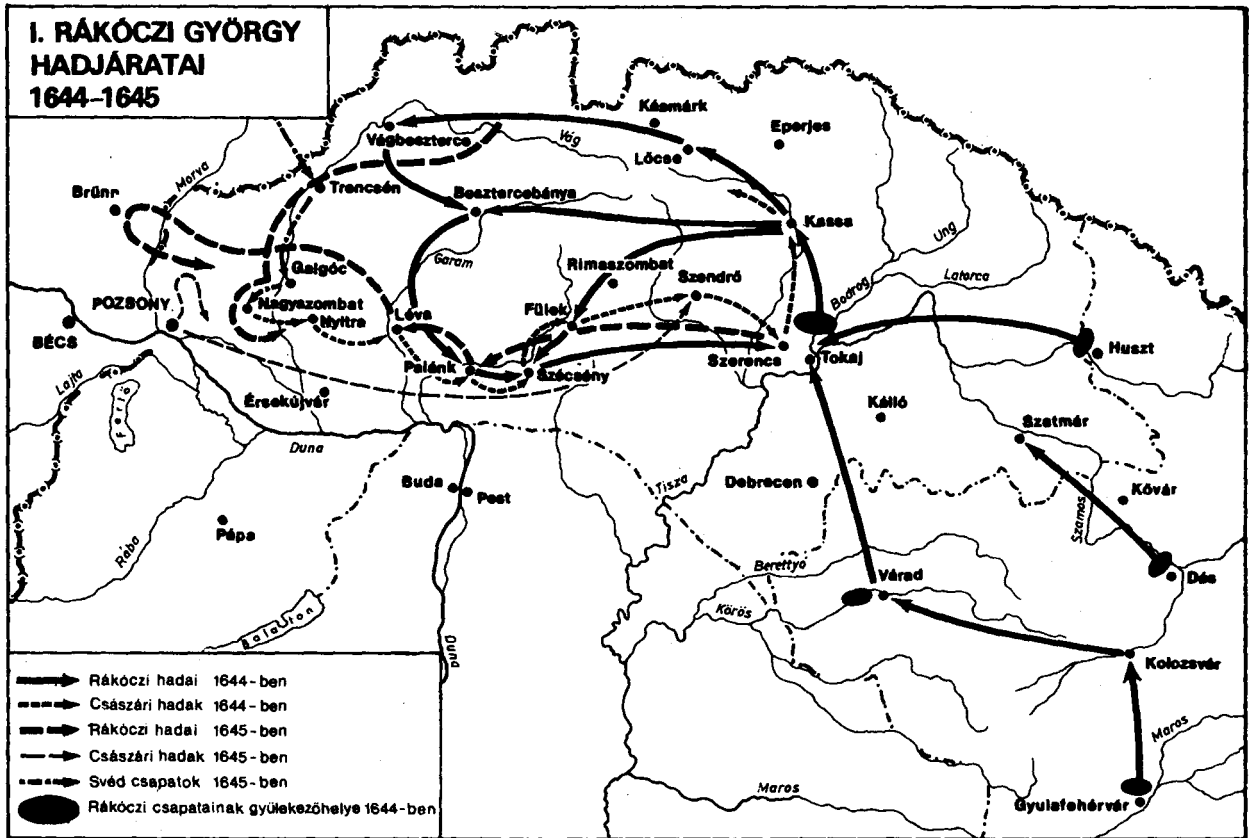 I. RÁKÓCZI GYÖRGY
HADJÁRATAI
1644–1645
Késmárk
Vág
Vágbeszterce
Eperjes
Lőcse
Morva
Brünn
Trencsén
Besztercebánya
Kassa
Ung
Garam
Rimaszombat
Latorca
Bodrog
Galgóc
Szendrő
POZSONY
Nagyszombat
Nyitra
Léva
Fülek
BÉCS
Huszt
Szerencs
Tokaj
Palánk
Szécsény
Lajta
Fertő
Érsekújvár
Kálló
Szatmár
Duna
Buda
Pest
Tisza
Debrecen
Kővár
Szamos
Pápa
Rába
Berettyó
Várad
Dés
Körös
Balaton
Duna
Kolozsvár
Maros
Maros
Gyulafehérvár
Rákóczi hadai 1644-ben
Császári hadak 1644-ben
Rákóczi hadai 1645-ben
Császári hadak 1645-ben
Svéd csapatok 1645-ben
Rákóczi csapatainak gyülekezőhelye 1644-ben